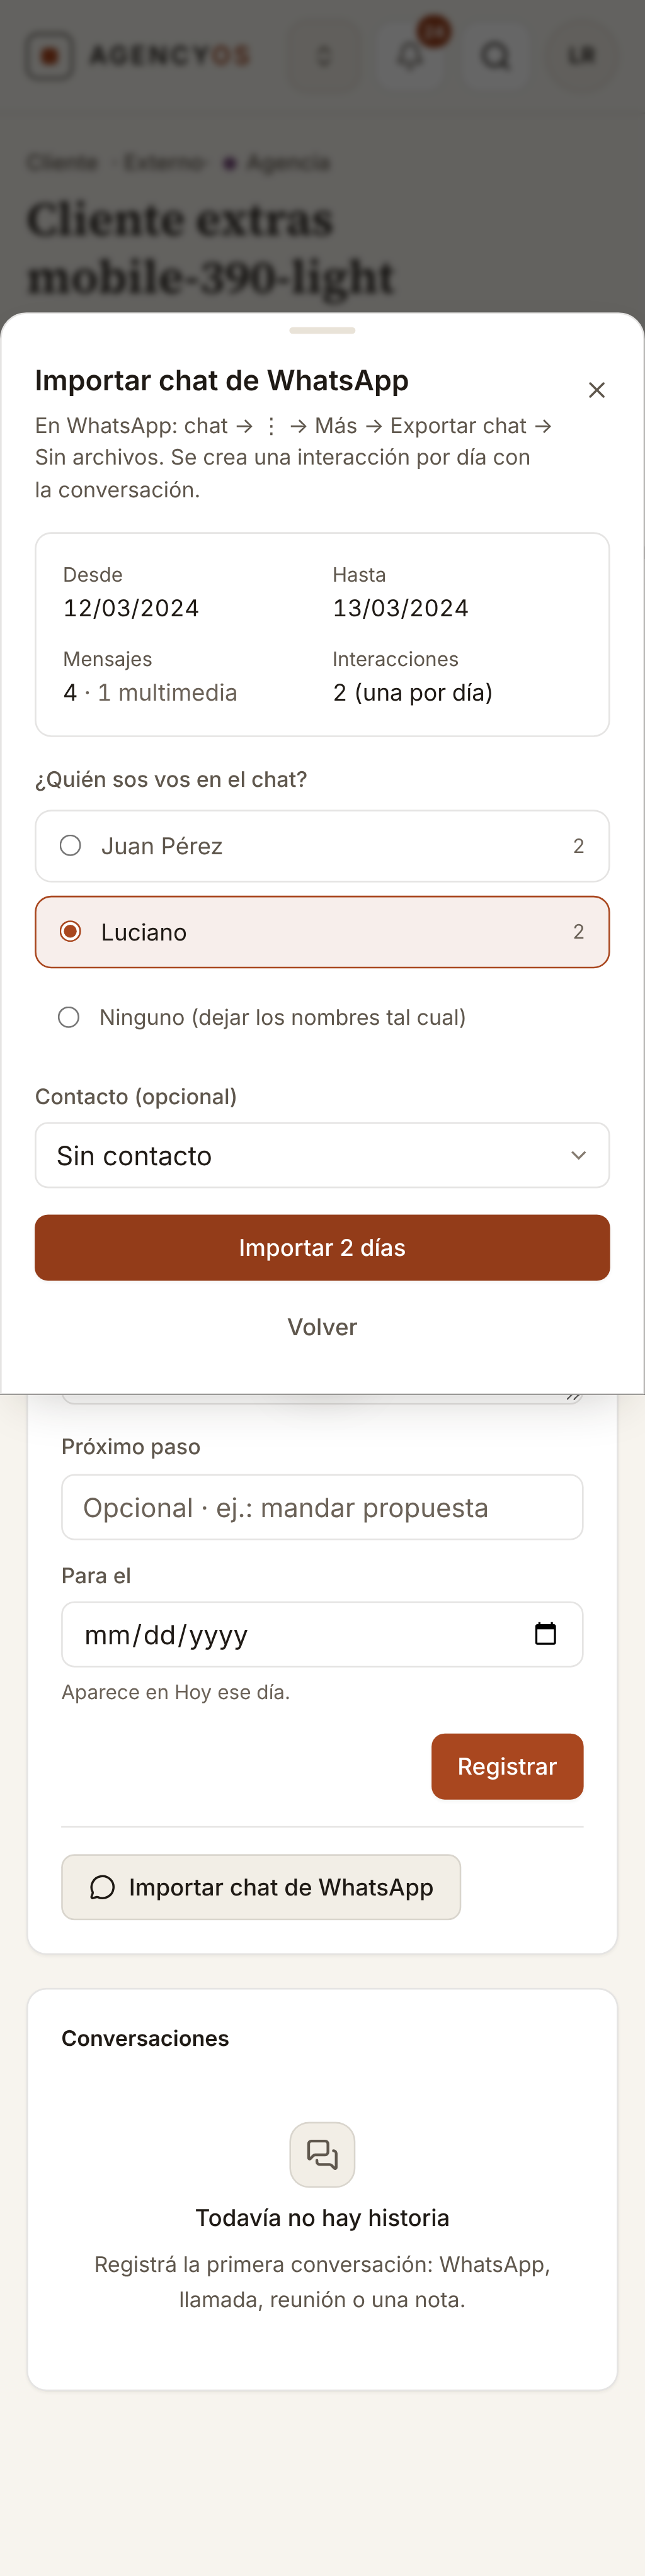 AGENCYOS
LR
Cliente · Externo · Agencia
Cliente extras
mobile-390-light
Importar chat de WhatsApp
En WhatsApp: chat → ⋮ → Más → Exportar chat →
Sin archivos. Se crea una interacción por día con
la conversación.
Desde
Hasta
12/03/2024
13/03/2024
Mensajes
Interacciones
4 · 1 multimedia
2 (una por día)
¿Quién sos vos en el chat?
Juan Pérez 2
Luciano 2
Ninguno (dejar los nombres tal cual)
Contacto (opcional)
Sin contacto
Importar 2 días
Volver
Próximo paso
Opcional · ej.: mandar propuesta
Para el
mm/dd/yyyy
Aparece en Hoy ese día.
Registrar
Importar chat de WhatsApp
Conversaciones
Todavía no hay historia
Registrá la primera conversación: WhatsApp,
llamada, reunión o una nota.